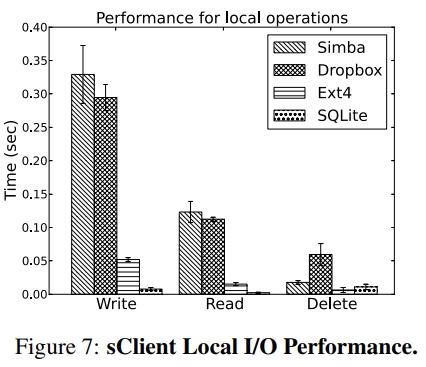 Performance for local operations
0.40
0.35
0.30
0.25
0.20
0.15
0.10
0.05
0.00
Time (sec)
Simba
Dropbox
Ext4
SQLite
Write Read Delete
Figure 7: sClient Local I/O Performance.